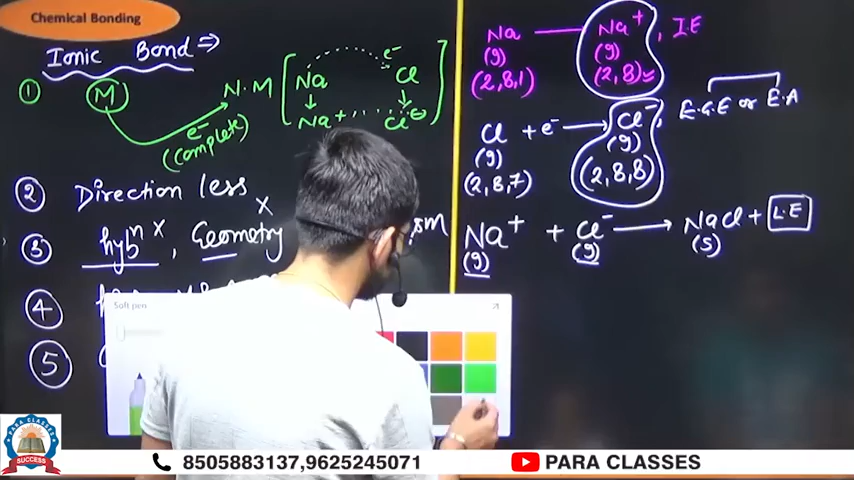 Chemical Bonding
Ionic Bond ⇒
① M N.M
e⁻
(complete)
[Na e⁻ Cl
↓ ↓
Na + Cl⊖]
② Direction less
③ hybⁿ x, Geometry x
④
⑤
Na → Na⁺, I.E
(g) (g)
(2,8,1) (2,8)
Cl + e⁻ → Cl⁻, E.G.E or E.A
(g) (g)
(2,8,7) (2,8,8)
Na⁺ + Cl⁻ → NaCl + L.E
(g) (g) (s)
Soft pen
PARA CLASSES
SUCCESS
8505883137,9625245071
PARA CLASSES